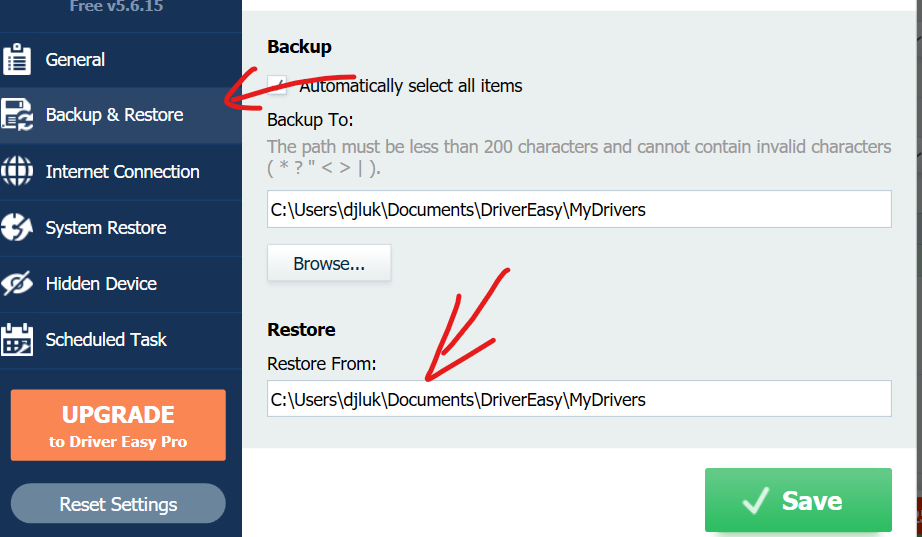 Free v5.6.15
General
Backup & Restore
Internet Connection
System Restore
Hidden Device
Scheduled Task
UPGRADE
to Driver Easy Pro
Reset Settings
Backup
Automatically select all items
Backup To:
The path must be less than 200 characters and cannot contain invalid characters
( * ? " < > | ).
C:\Users\djluk\Documents\DriverEasy\MyDrivers
Browse...
Restore
Restore From:
C:\Users\djluk\Documents\DriverEasy\MyDrivers
Save